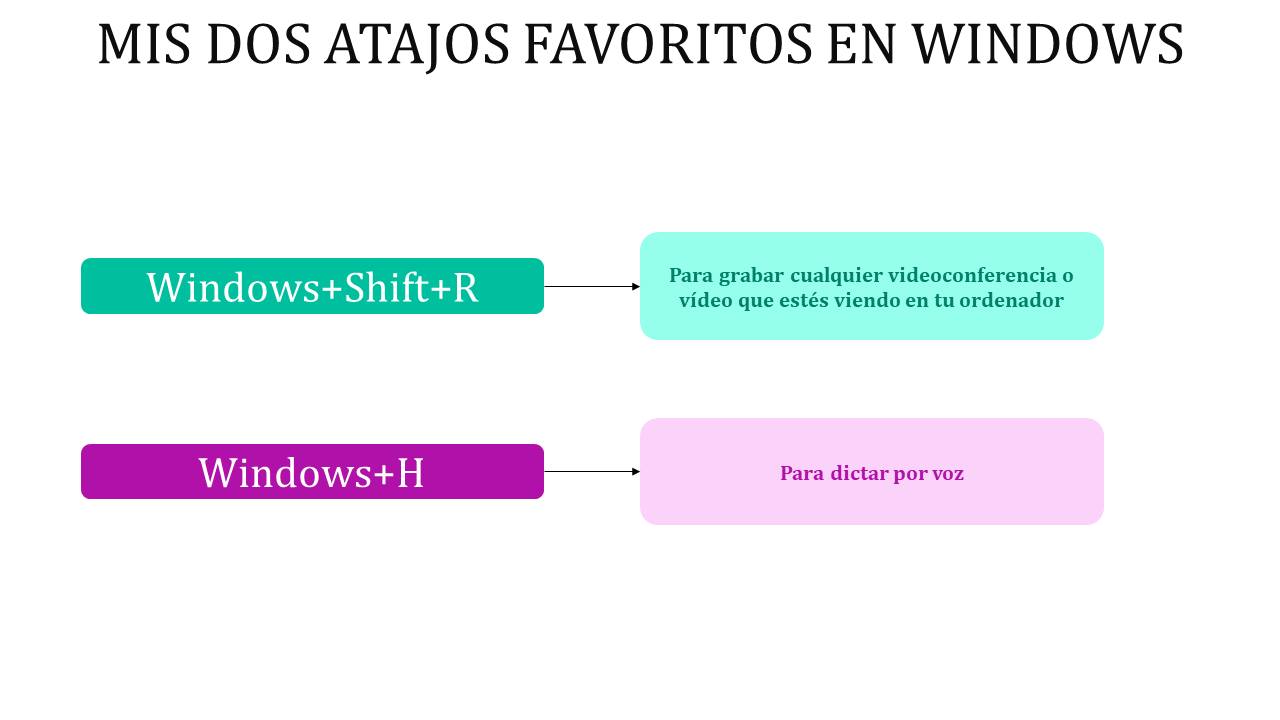 MIS DOS ATAJOS FAVORITOS EN WINDOWS
Windows+Shift+R
Para grabar cualquier videoconferencia o
vídeo que estés viendo en tu ordenador
Windows+H
Para dictar por voz